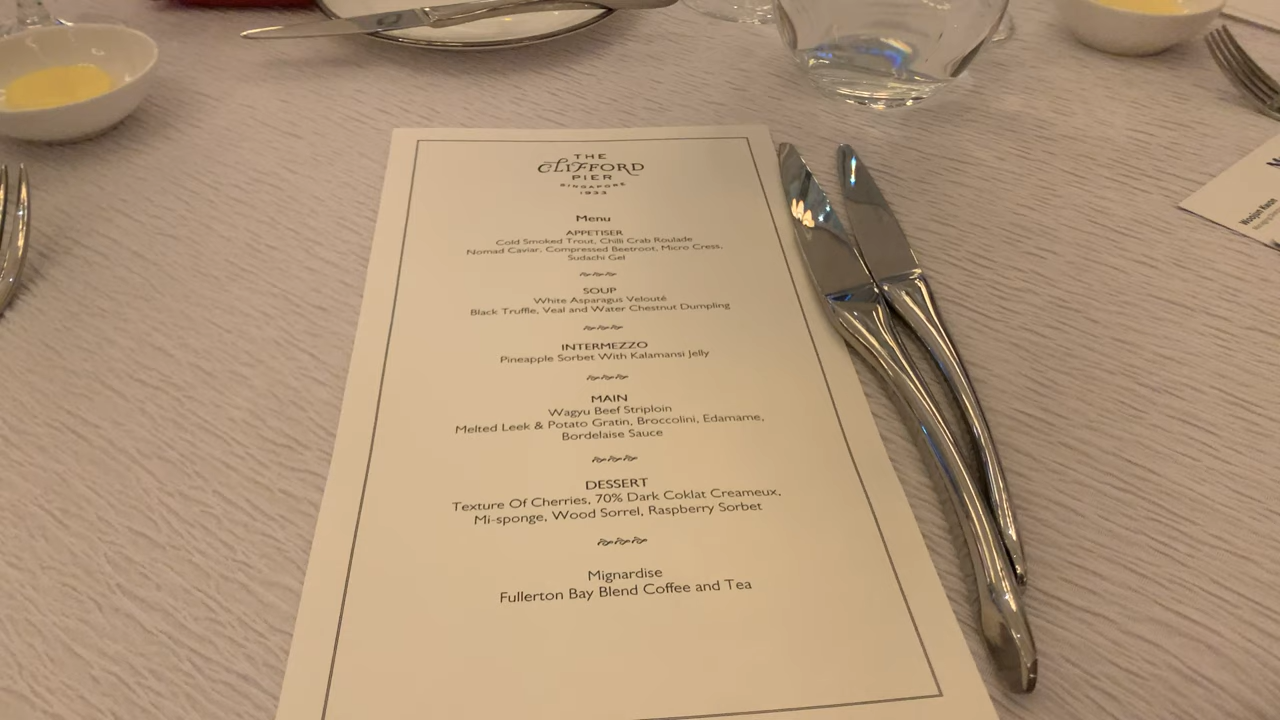 THE
CLIFFORD
PIER
SINGAPORE
1933
Menu
APPETISER
Cold Smoked Trout, Chilli Crab Roulade
Nomad Caviar, Compressed Beetroot, Micro Cress,
Sudachi Gel
SOUP
White Asparagus Velouté
Black Truffle, Veal and Water Chestnut Dumpling
INTERMEZZO
Pineapple Sorbet With Kalamansi Jelly
MAIN
Wagyu Beef Striploin
Melted Leek & Potato Gratin, Broccolini, Edamame,
Bordelaise Sauce
DESSERT
Texture Of Cherries, 70% Dark Coklat Creameux,
Mi-sponge, Wood Sorrel, Raspberry Sorbet
Mignardise
Fullerton Bay Blend Coffee and Tea